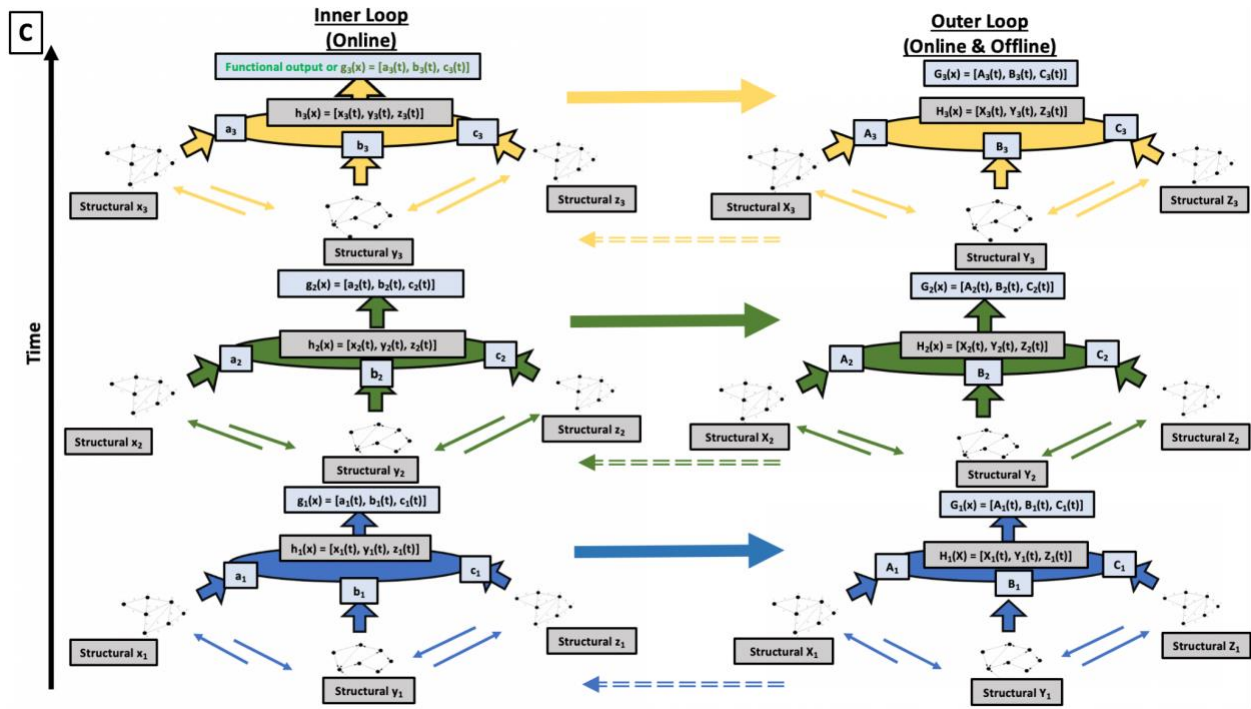 C
Time
Inner Loop
(Online)
Functional output or g₃(x) = [a₃(t), b₃(t), c₃(t)]
h₃(x) = [x₃(t), y₃(t), z₃(t)]
a₃
b₃
c₃
Structural x₃
Structural y₃
Structural z₃
g₂(x) = [a₂(t), b₂(t), c₂(t)]
h₂(x) = [x₂(t), y₂(t), z₂(t)]
a₂
b₂
c₂
Structural x₂
Structural y₂
Structural z₂
g₁(x) = [a₁(t), b₁(t), c₁(t)]
h₁(x) = [x₁(t), y₁(t), z₁(t)]
a₁
b₁
c₁
Structural x₁
Structural y₁
Structural z₁
Outer Loop
(Online & Offline)
G₃(x) = [A₃(t), B₃(t), C₃(t)]
H₃(x) = [X₃(t), Y₃(t), Z₃(t)]
A₃
B₃
C₃
Structural X₃
Structural Y₃
Structural Z₃
G₂(x) = [A₂(t), B₂(t), C₂(t)]
H₂(x) = [X₂(t), Y₂(t), Z₂(t)]
A₂
B₂
C₂
Structural X₂
Structural Y₂
Structural Z₂
G₁(x) = [A₁(t), B₁(t), C₁(t)]
H₁(X) = [X₁(t), Y₁(t), Z₁(t)]
A₁
B₁
C₁
Structural X₁
Structural Y₁
Structural Z₁